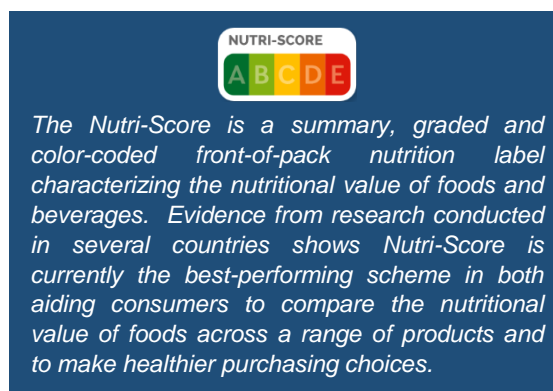 NUTRI-SCORE
A B C D E
The Nutri-Score is a summary, graded and
color-coded front-of-pack nutrition label
characterizing the nutritional value of foods and
beverages. Evidence from research conducted
in several countries shows Nutri-Score is
currently the best-performing scheme in both
aiding consumers to compare the nutritional
value of foods across a range of products and
to make healthier purchasing choices.